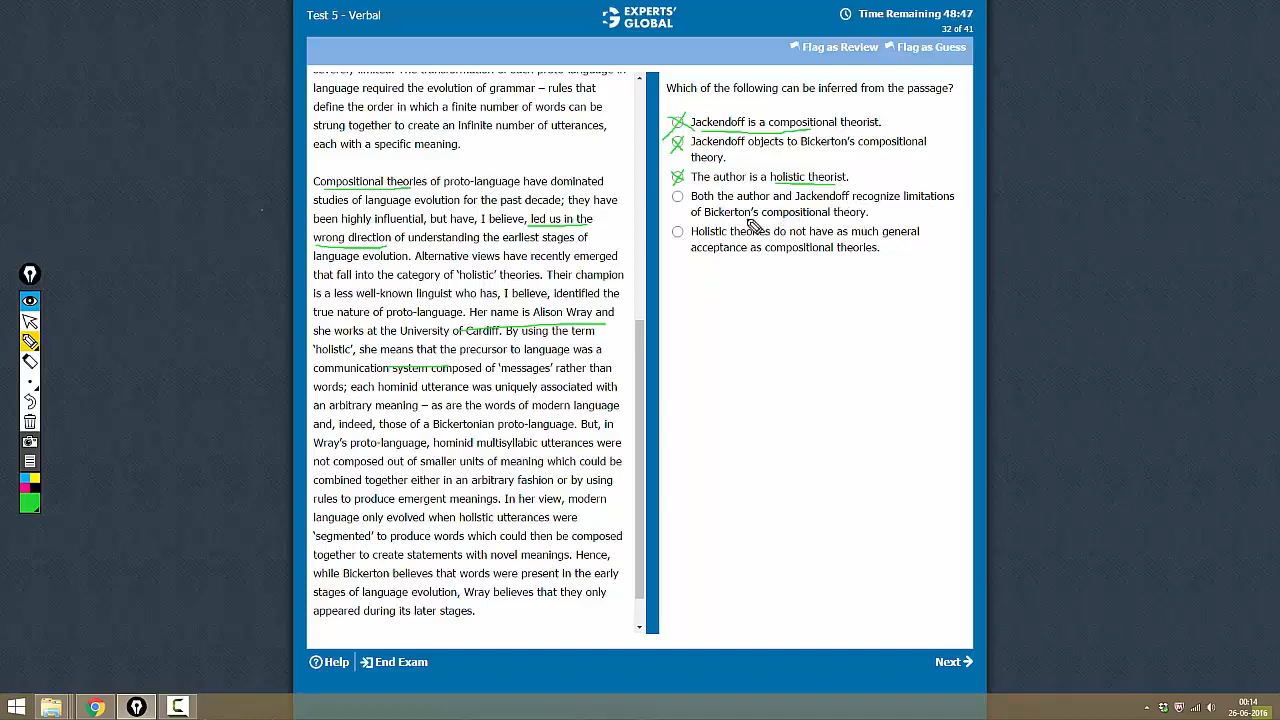 Test 5 - Verbal
EXPERTS'
GLOBAL
Time Remaining 48:47
32 of 41
Flag as Review
Flag as Guess
language required the evolution of grammar – rules that
define the order in which a finite number of words can be
strung together to create an infinite number of utterances,
each with a specific meaning.
Compositional theories of proto-language have dominated
studies of language evolution for the past decade; they have
been highly influential, but have, I believe, led us in the
wrong direction of understanding the earliest stages of
language evolution. Alternative views have recently emerged
that fall into the category of ‘holistic’ theories. Their champion
is a less well-known linguist who has, I believe, identified the
true nature of proto-language. Her name is Alison Wray and
she works at the University of Cardiff. By using the term
‘holistic’, she means that the precursor to language was a
communication system composed of ‘messages’ rather than
words; each hominid utterance was uniquely associated with
an arbitrary meaning – as are the words of modern language
and, indeed, those of a Bickertonian proto-language. But, in
Wray’s proto-language, hominid multisyllabic utterances were
not composed out of smaller units of meaning which could be
combined together either in an arbitrary fashion or by using
rules to produce emergent meanings. In her view, modern
language only evolved when holistic utterances were
‘segmented’ to produce words which could then be composed
together to create statements with novel meanings. Hence,
while Bickerton believes that words were present in the early
stages of language evolution, Wray believes that they only
appeared during its later stages.
Which of the following can be inferred from the passage?
Jackendoff is a compositional theorist.
Jackendoff objects to Bickerton’s compositional
theory.
The author is a holistic theorist.
Both the author and Jackendoff recognize limitations
of Bickerton’s compositional theory.
Holistic theories do not have as much general
acceptance as compositional theories.
Help
End Exam
Next
00:14
26-06-2016